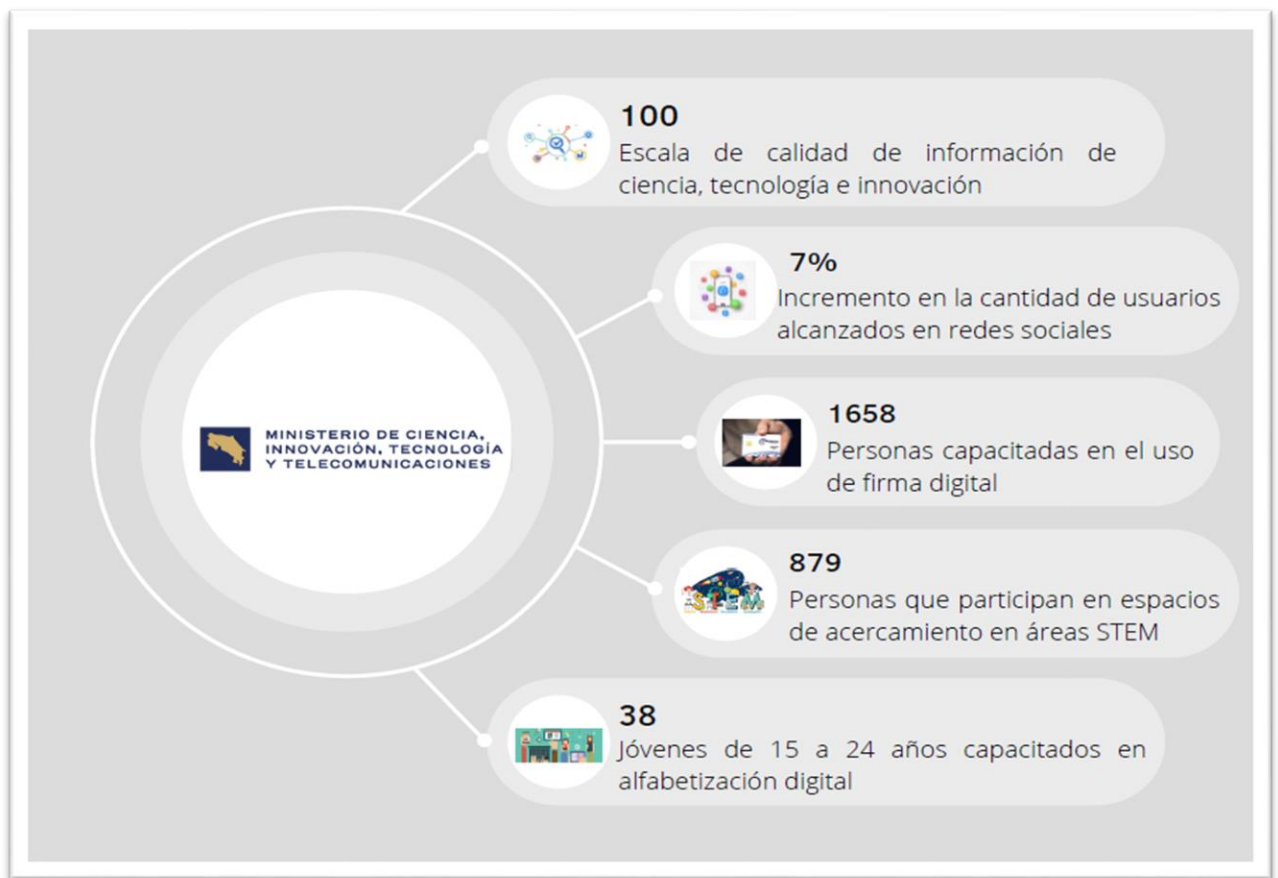 100
Escala de calidad de información de
ciencia, tecnología e innovación
7%
Incremento en la cantidad de usuarios
alcanzados en redes sociales
MINISTERIO DE CIENCIA,
INNOVACIÓN, TECNOLOGÍA
Y TELECOMUNICACIONES
1658
Personas capacitadas en el uso
de firma digital
879
Personas que participan en espacios
de acercamiento en áreas STEM
STEM
38
Jóvenes de 15 a 24 años capacitados en
alfabetización digital